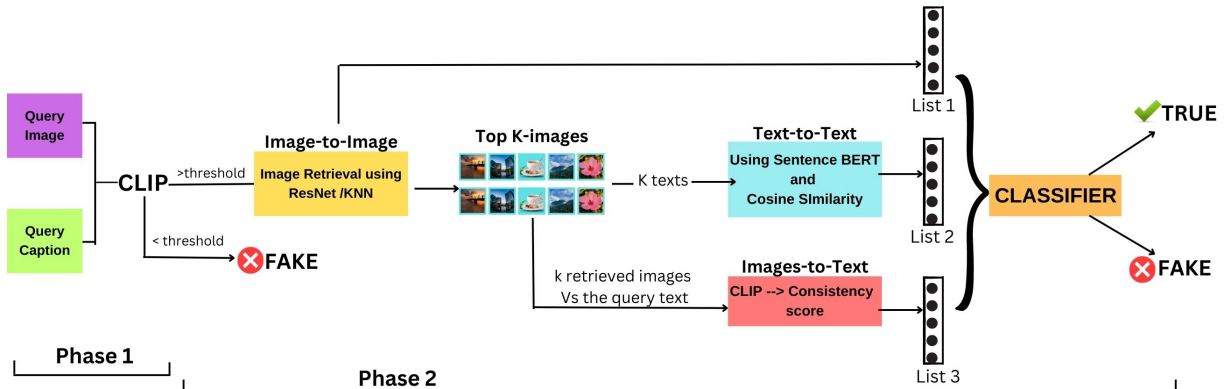 Query
Image
Query
Caption
CLIP
>threshold
< threshold
FAKE
Image-to-Image
Image Retrieval using
ResNet /KNN
Top K-images
K texts
k retrieved images
Vs the query text
Text-to-Text
Using Sentence BERT
and
Cosine SImilarity
Images-to-Text
CLIP --> Consistency
score
List 1
List 2
List 3
CLASSIFIER
TRUE
FAKE
Phase 1
Phase 2